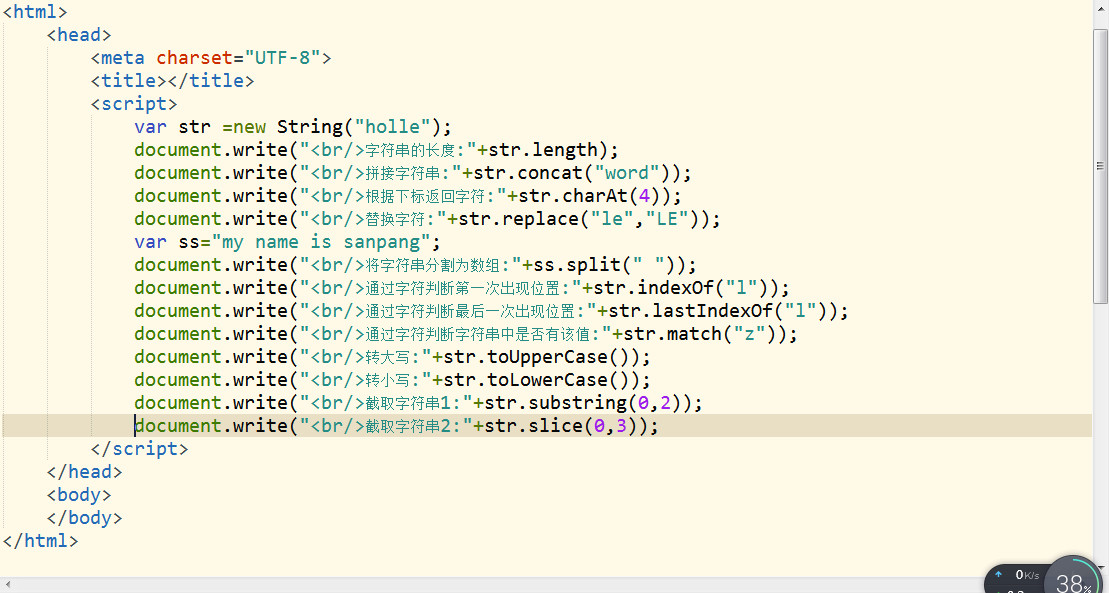 <html>
<head>
<meta charset="UTF-8">
<title></title>
<script>
var str =new String("holle");
document.write("<br/>字符串的长度:"+str.length);
document.write("<br/>拼接字符串:"+str.concat("word"));
document.write("<br/>根据下标返回字符:"+str.charAt(4));
document.write("<br/>替换字符:"+str.replace("le","LE"));
var ss="my name is sanpang";
document.write("<br/>将字符串分割为数组:"+ss.split(" "));
document.write("<br/>通过字符判断第一次出现位置:"+str.indexOf("l"));
document.write("<br/>通过字符判断最后一次出现位置:"+str.lastIndexOf("l"));
document.write("<br/>通过字符判断字符串中是否有该值:"+str.match("z"));
document.write("<br/>转大写:"+str.toUpperCase());
document.write("<br/>转小写:"+str.toLowerCase());
document.write("<br/>截取字符串1:"+str.substring(0,2));
document.write("<br/>截取字符串2:"+str.slice(0,3));
</script>
</head>
<body>
</body>
</html>
0K/s
38%